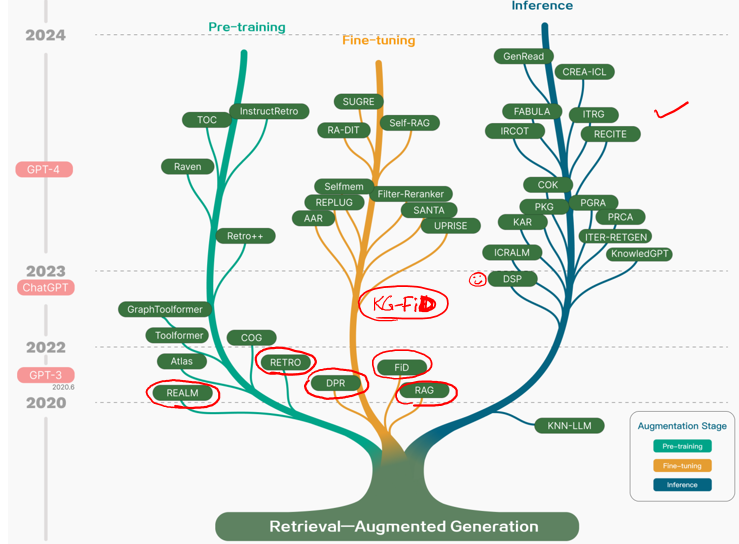 Inference
2024
Pre-training
Fine-tuning
GenRead
CREA-ICL
SUGRE
InstructRetro
TOC
FABULA
ITRG
RA-DIT
Self-RAG
IRCOT
RECITE
Raven
GPT-4
Selfmem
Filter-Reranker
COK
REPLUG
SANTA
PKG
PGRA
AAR
UPRISE
KAR
PRCA
Retro++
ITER-RETGEN
ICRALM
KnowledGPT
2023
DSP
ChatGPT
KG-FiD
GraphToolformer
Toolformer
COG
2022
Atlas
RETRO
FiD
GPT-3
2020.6
DPR
REALM
RAG
2020
KNN-LLM
Augmentation Stage
Pre-training
Fine-tuning
Inference
Retrieval—Augmented Generation